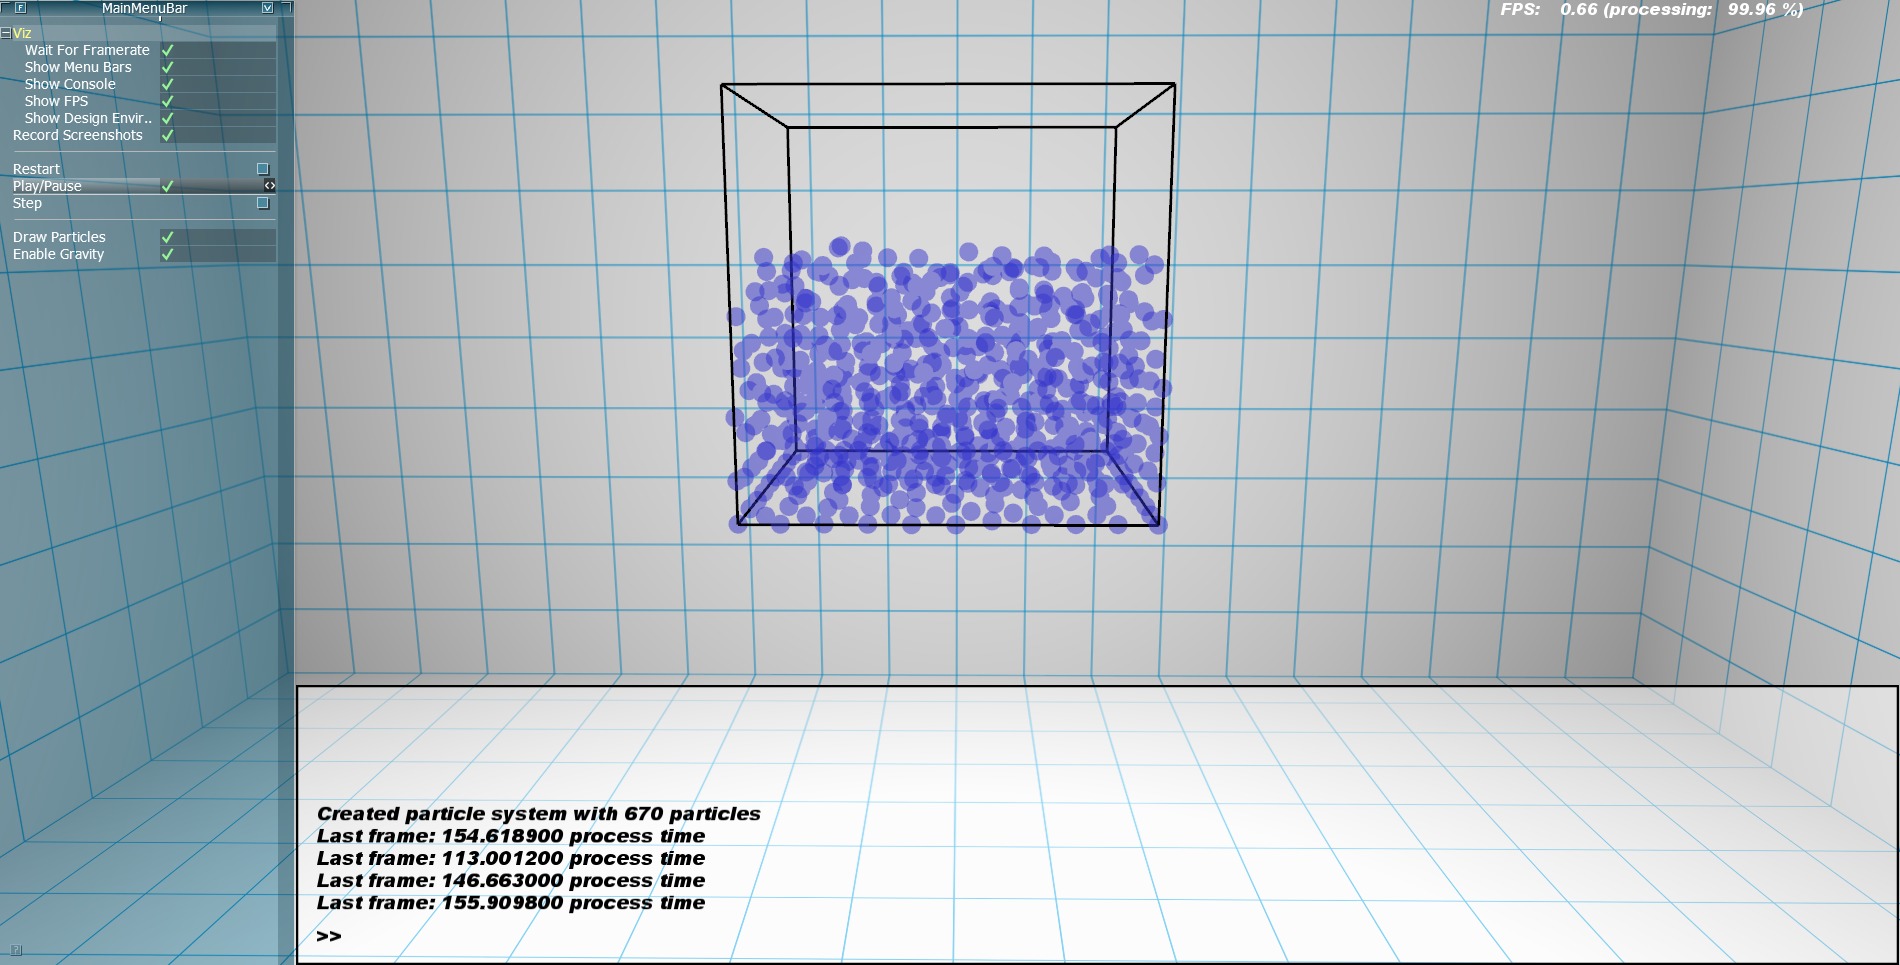 MainMenuBar
Viz
Wait For Framerate
Show Menu Bars
Show Console
Show FPS
Show Design Envir..
Record Screenshots
Restart
Play/Pause
Step
Draw Particles
Enable Gravity
FPS: 0.66 (processing: 99.96 %)
Created particle system with 670 particles
Last frame: 154.618900 process time
Last frame: 113.001200 process time
Last frame: 146.663000 process time
Last frame: 155.909800 process time
>>